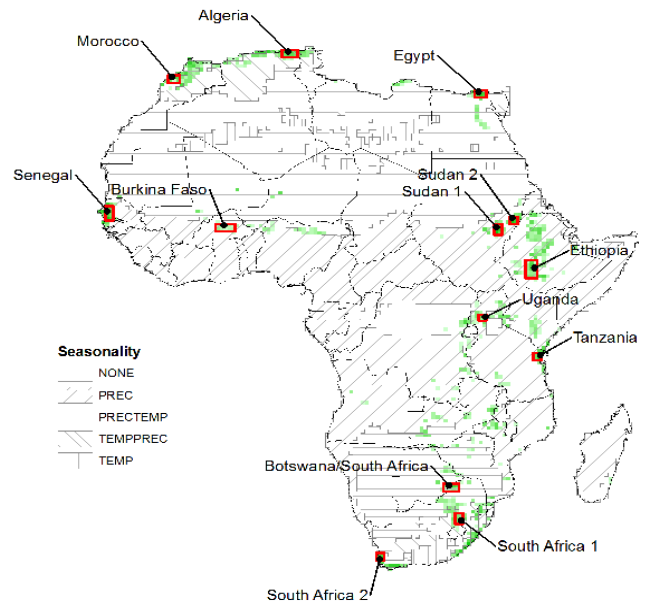 Algeria
Morocco
Egypt
Senegal
Burkina Faso
Sudan 2
Sudan 1
Ethiopia
Uganda
Tanzania
Seasonality
NONE
PREC
PRECTEMP
TEMPPREC
TEMP
Botswana/South Africa
South Africa 1
South Africa 2